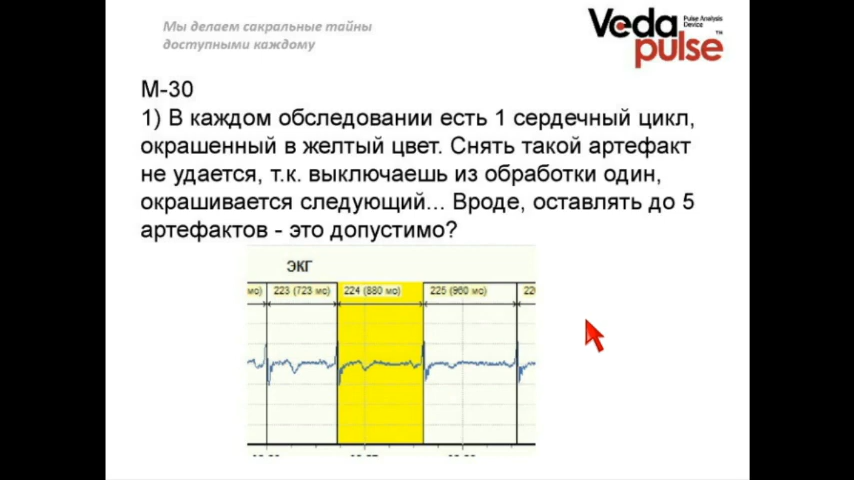 Мы делаем сакральные тайны
доступными каждому
Veda
pulse
Pulse Analysis
Device
TM
М-30
1) В каждом обследовании есть 1 сердечный цикл,
окрашенный в желтый цвет. Снять такой артефакт
не удается, т.к. выключаешь из обработки один,
окрашивается следующий... Вроде, оставлять до 5
артефактов - это допустимо?
ЭКГ
мс) 223 (723 мс) 224 (880 мс) 225 (960 мс)